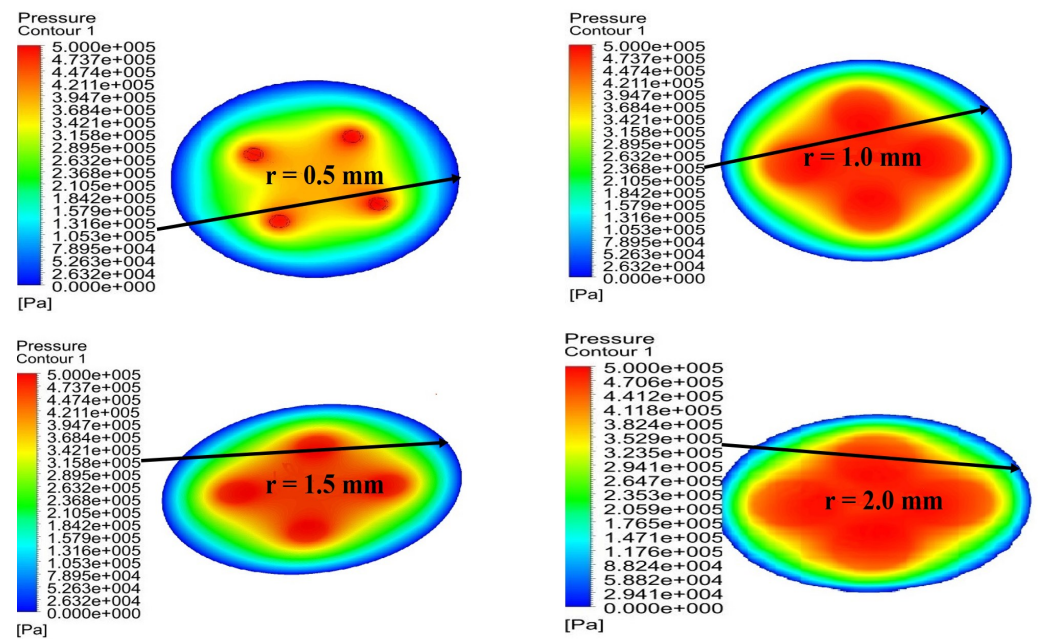 Pressure
Contour 1
5.000e+005
4.737e+005
4.474e+005
4.211e+005
3.947e+005
3.684e+005
3.421e+005
3.158e+005
2.895e+005
2.632e+005
2.368e+005
2.105e+005
1.842e+005
1.579e+005
1.316e+005
1.053e+005
7.895e+004
5.263e+004
2.632e+004
0.000e+000
[Pa]
r = 0.5 mm
Pressure
Contour 1
5.000e+005
4.737e+005
4.474e+005
4.211e+005
3.947e+005
3.684e+005
3.421e+005
3.158e+005
2.895e+005
2.632e+005
2.368e+005
2.105e+005
1.842e+005
1.579e+005
1.316e+005
1.053e+005
7.895e+004
5.263e+004
2.632e+004
0.000e+000
[Pa]
r = 1.0 mm
Pressure
Contour 1
5.000e+005
4.737e+005
4.474e+005
4.211e+005
3.947e+005
3.684e+005
3.421e+005
3.158e+005
2.895e+005
2.632e+005
2.368e+005
2.105e+005
1.842e+005
1.579e+005
1.316e+005
1.053e+005
7.895e+004
5.263e+004
2.632e+004
0.000e+000
[Pa]
r = 1.5 mm
Pressure
Contour 1
5.000e+005
4.706e+005
4.412e+005
4.118e+005
3.824e+005
3.529e+005
3.235e+005
2.941e+005
2.647e+005
2.353e+005
2.059e+005
1.765e+005
1.471e+005
1.176e+005
8.824e+004
5.882e+004
2.941e+004
0.000e+000
[Pa]
r = 2.0 mm